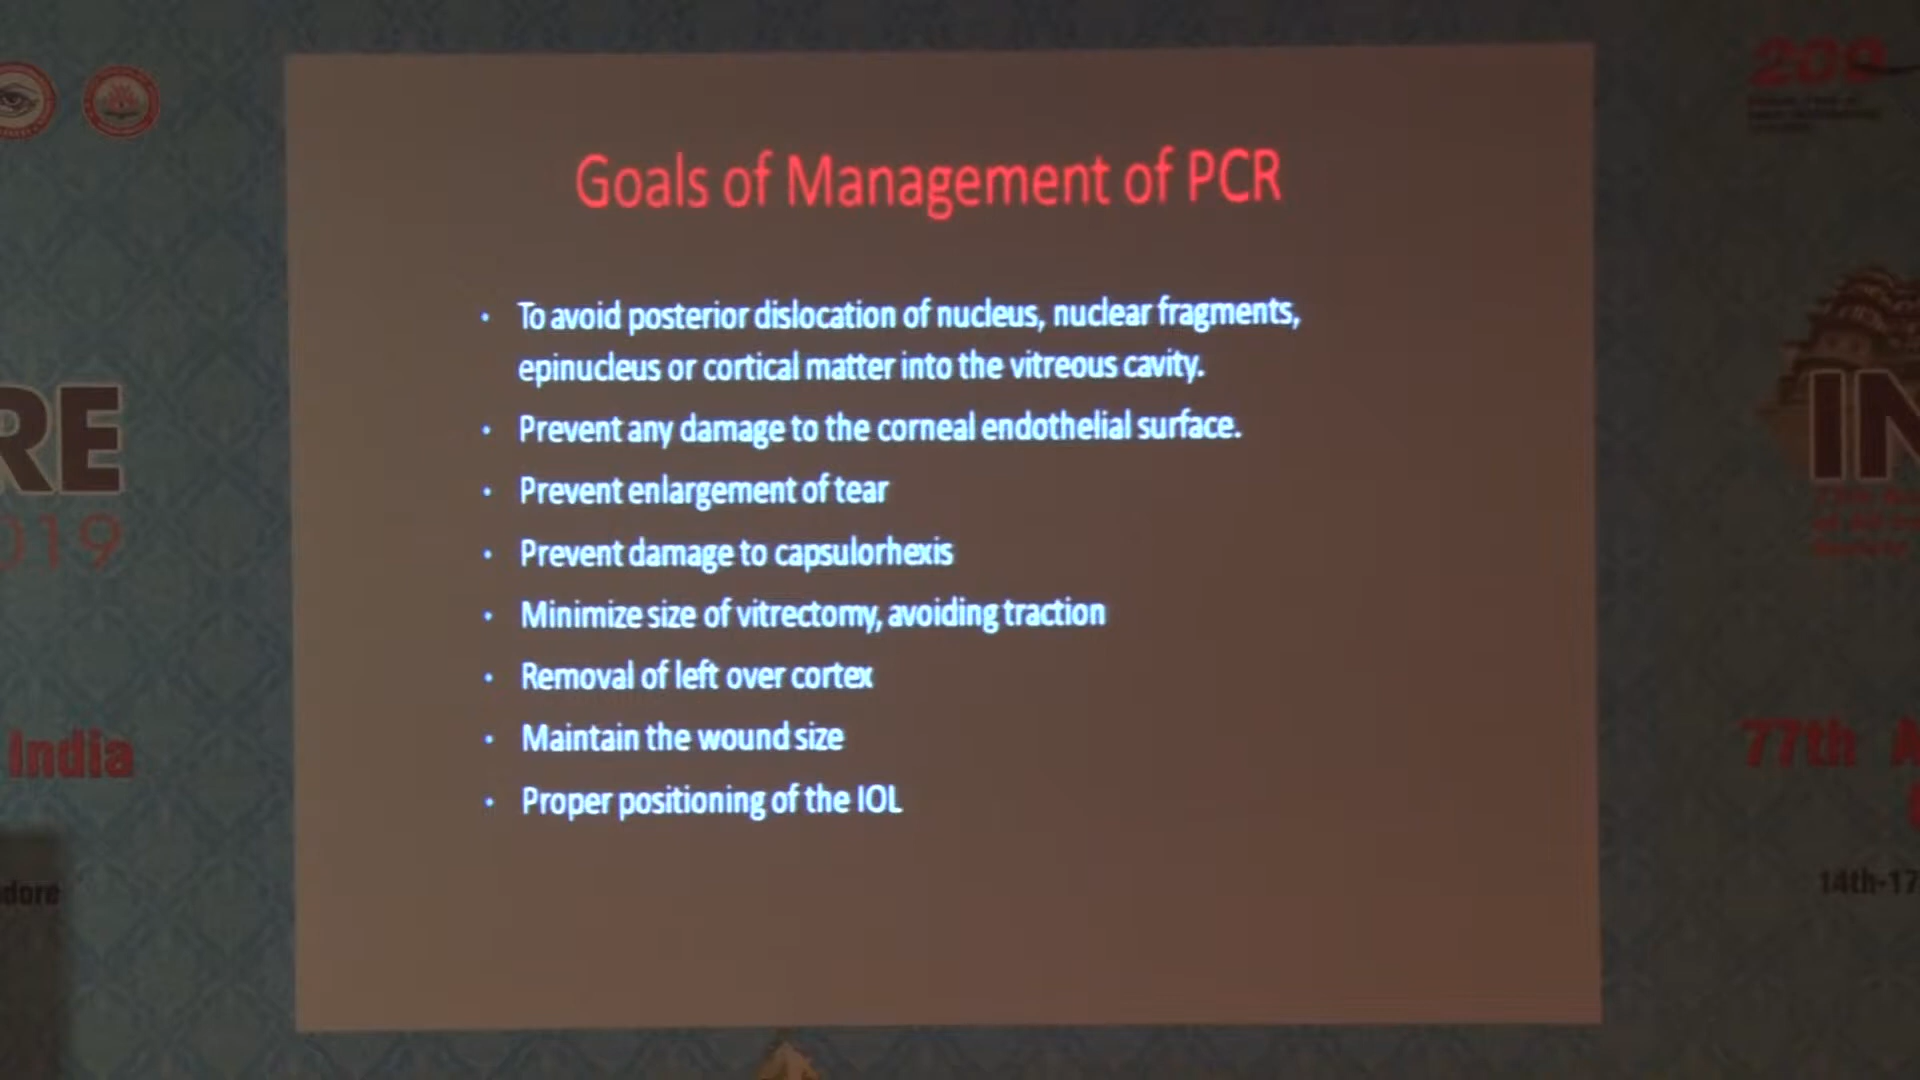 Goals of Management of PCR
• To avoid posterior dislocation of nucleus, nuclear fragments,
epinucleus or cortical matter into the vitreous cavity.
• Prevent any damage to the corneal endothelial surface.
• Prevent enlargement of tear
• Prevent damage to capsulorhexis
• Minimize size of vitrectomy, avoiding traction
• Removal of left over cortex
• Maintain the wound size
• Proper positioning of the IOL
RE
019
India
dore
IN
77th A
14th-17